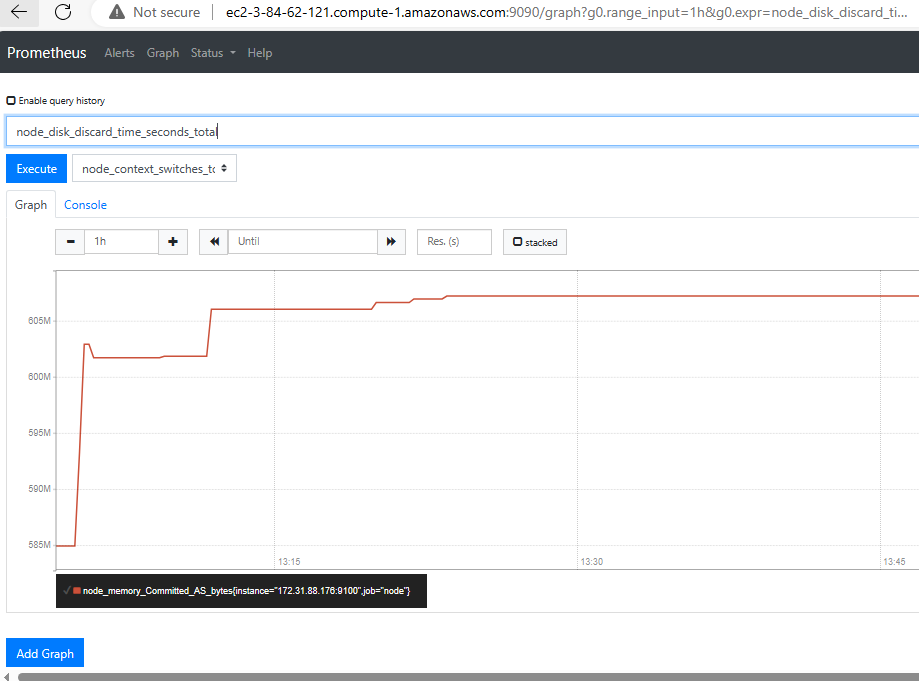 Not secure ec2-3-84-62-121.compute-1.amazonaws.com:9090/graph?g0.range_input=1h&g0.expr=node_disk_discard_ti...
Prometheus Alerts Graph Status Help
Enable query history
node_disk_discard_time_seconds_total
Execute node_context_switches_to
Graph Console
1h Until Res. (s) stacked
605M
600M
595M
590M
585M
13:15 13:30 13:45
node_memory_Committed_AS_bytes{instance="172.31.88.176:9100",job="node"}
Add Graph